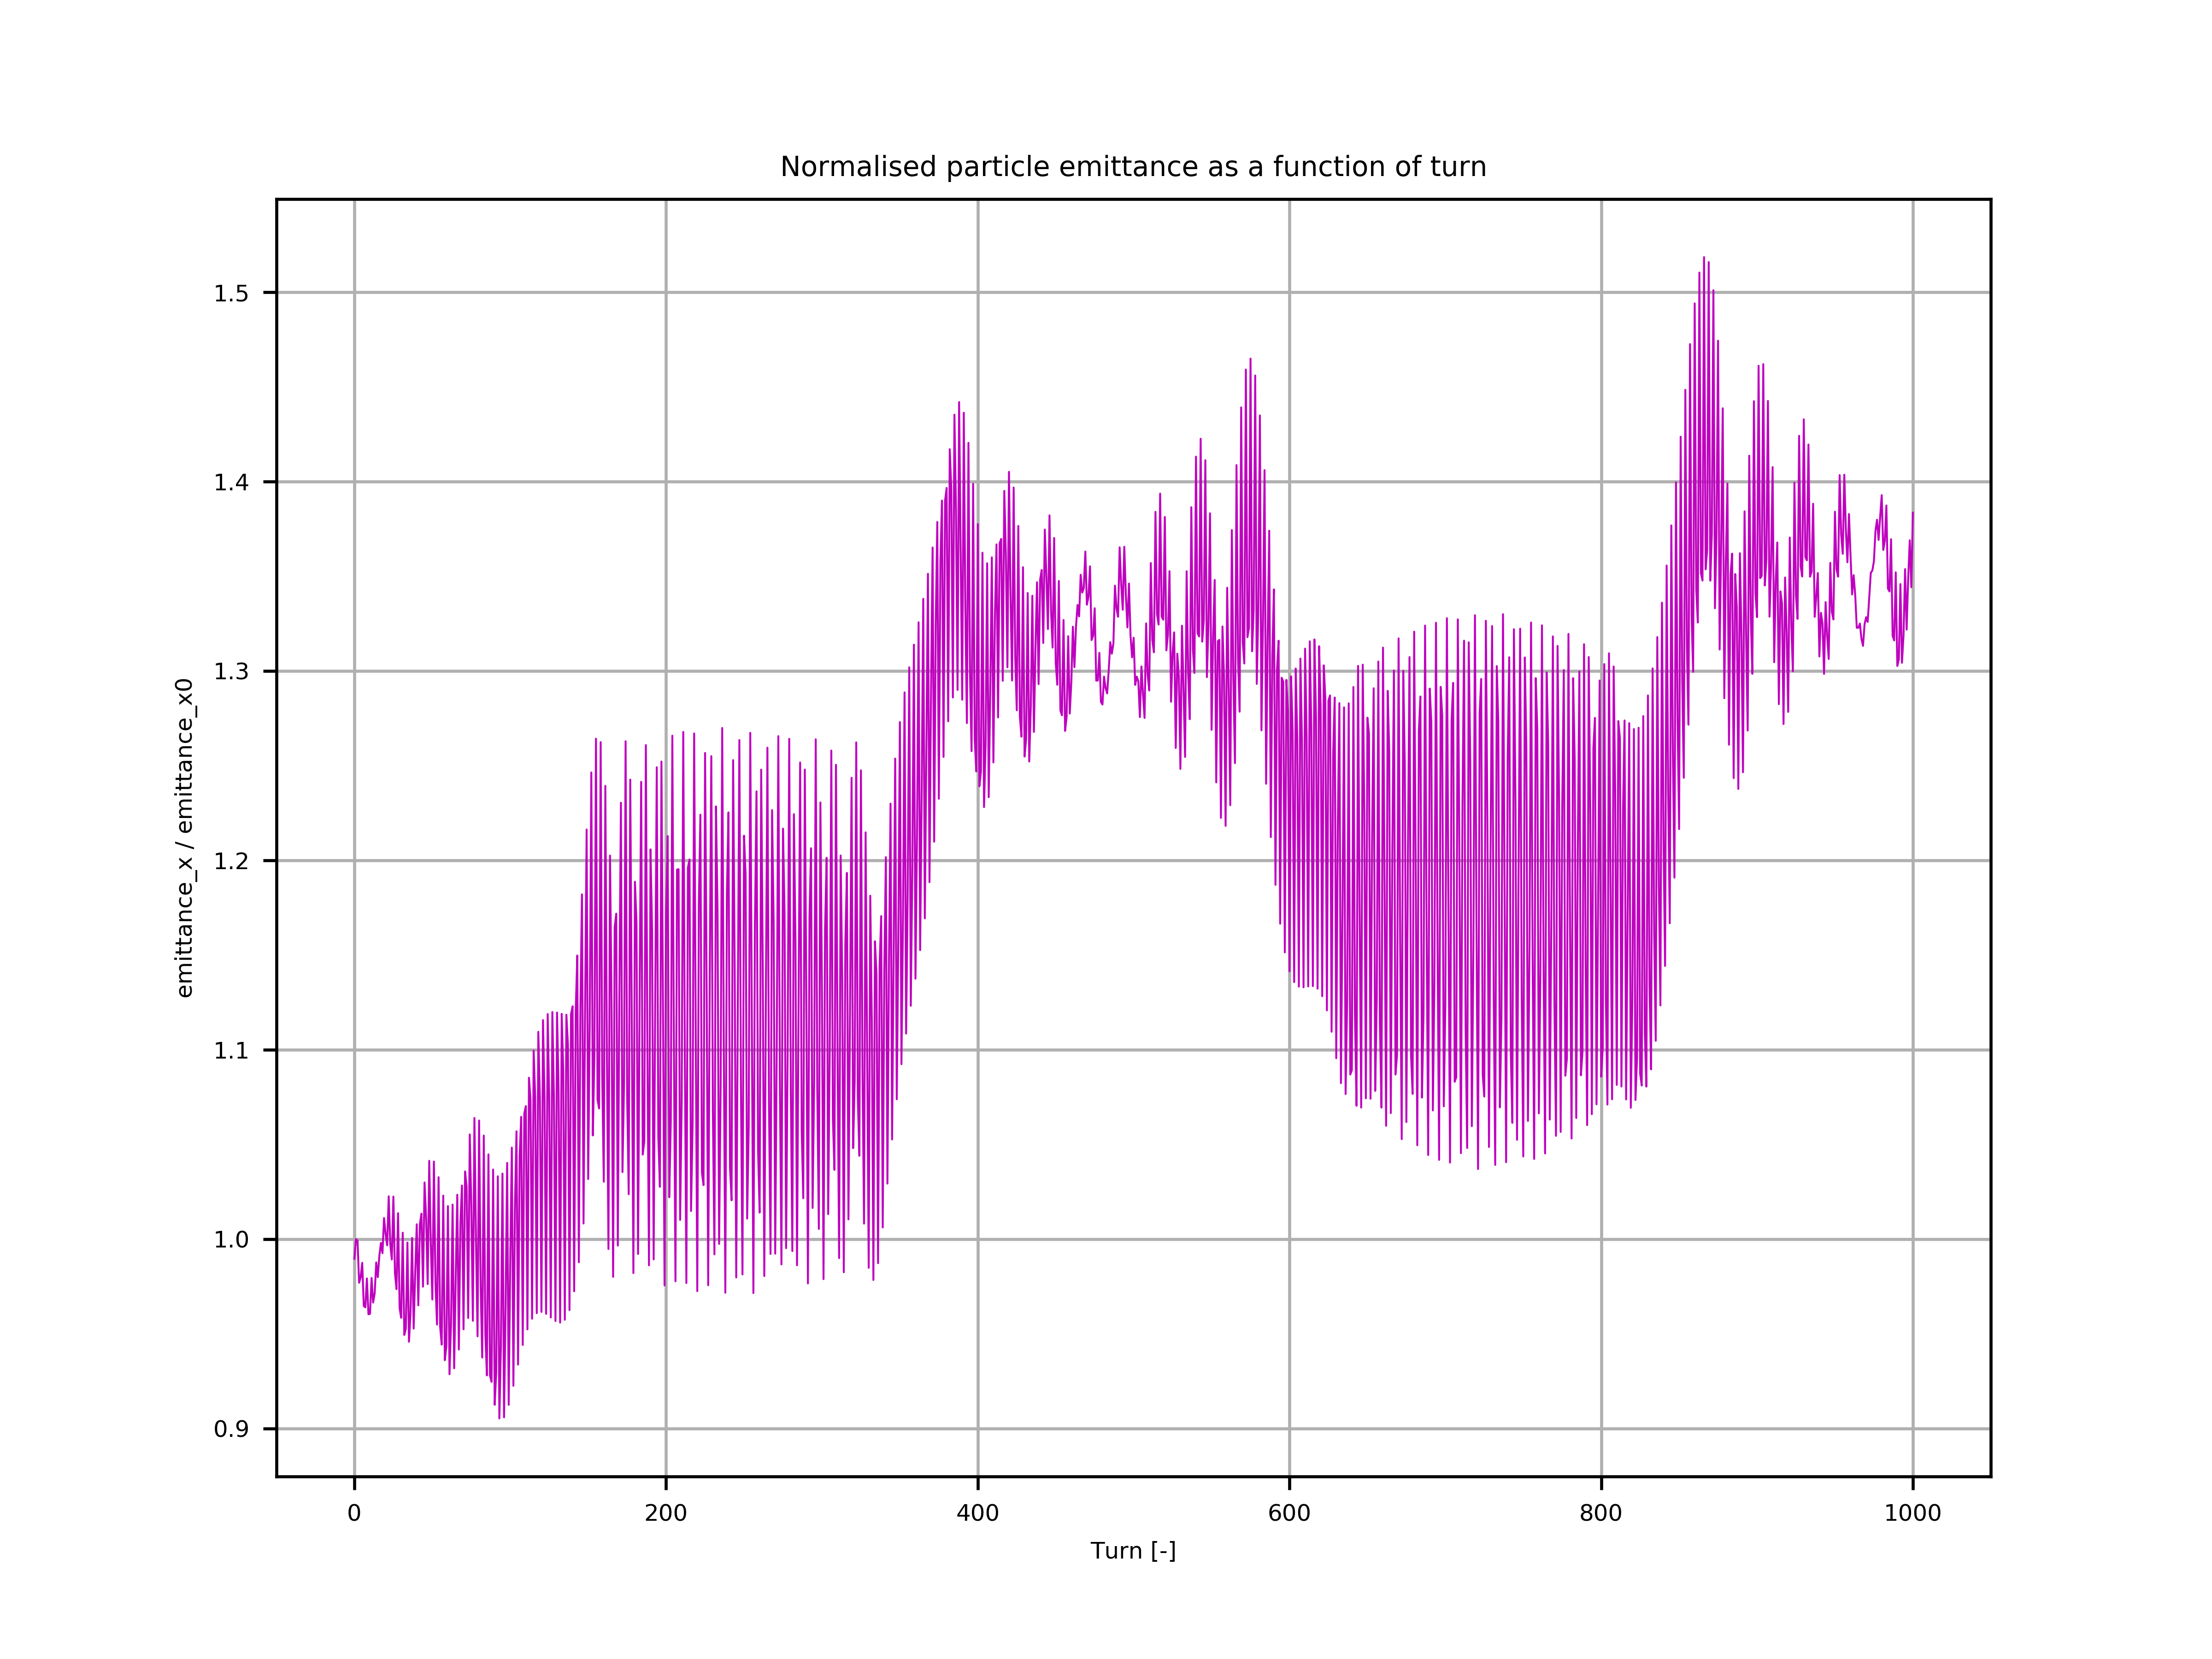 Normalised particle emittance as a function of turn
1.5
1.4
1.3
1.2
1.1
1.0
0.9
emittance_x / emittance_x0
0 200 400 600 800 1000
Turn [-]